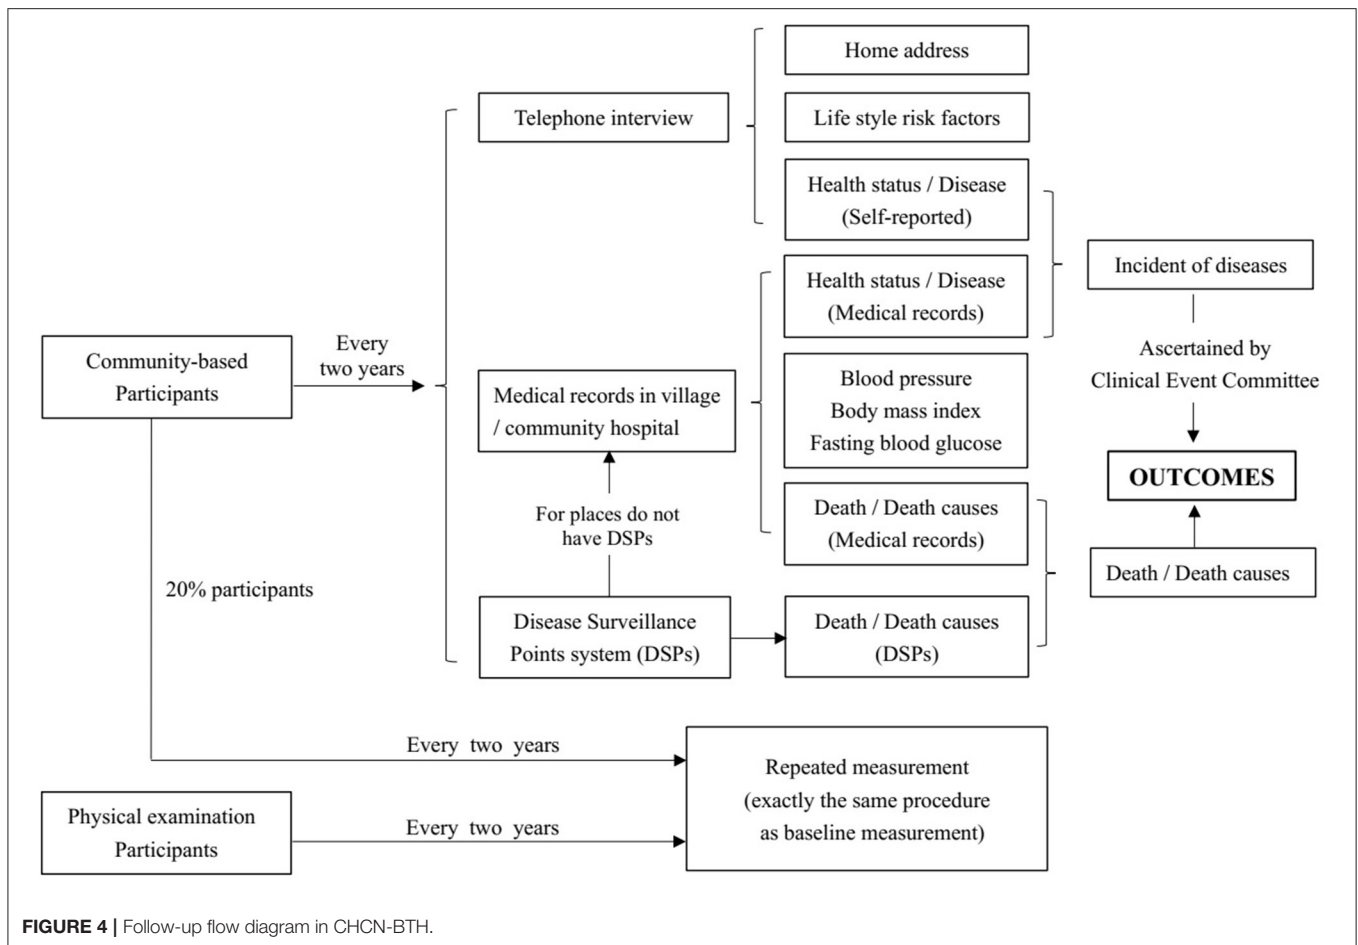 Home address
Telephone interview
Life style risk factors
Health status / Disease
(Self-reported)
Incident of diseases
Health status / Disease
(Medical records)
Every
two years
Community-based
Participants
Ascertained by
Clinical Event Committee
Medical records in village
/ community hospital
Blood pressure
Body mass index
Fasting blood glucose
OUTCOMES
For places do not
have DSPs
Death / Death causes
(Medical records)
Death / Death causes
20% participants
Disease Surveillance
Points system (DSPs)
Death / Death causes
(DSPs)
Every two years
Repeated measurement
(exactly the same procedure
as baseline measurement)
Physical examination
Participants
Every two years
FIGURE 4 | Follow-up flow diagram in CHCN-BTH.